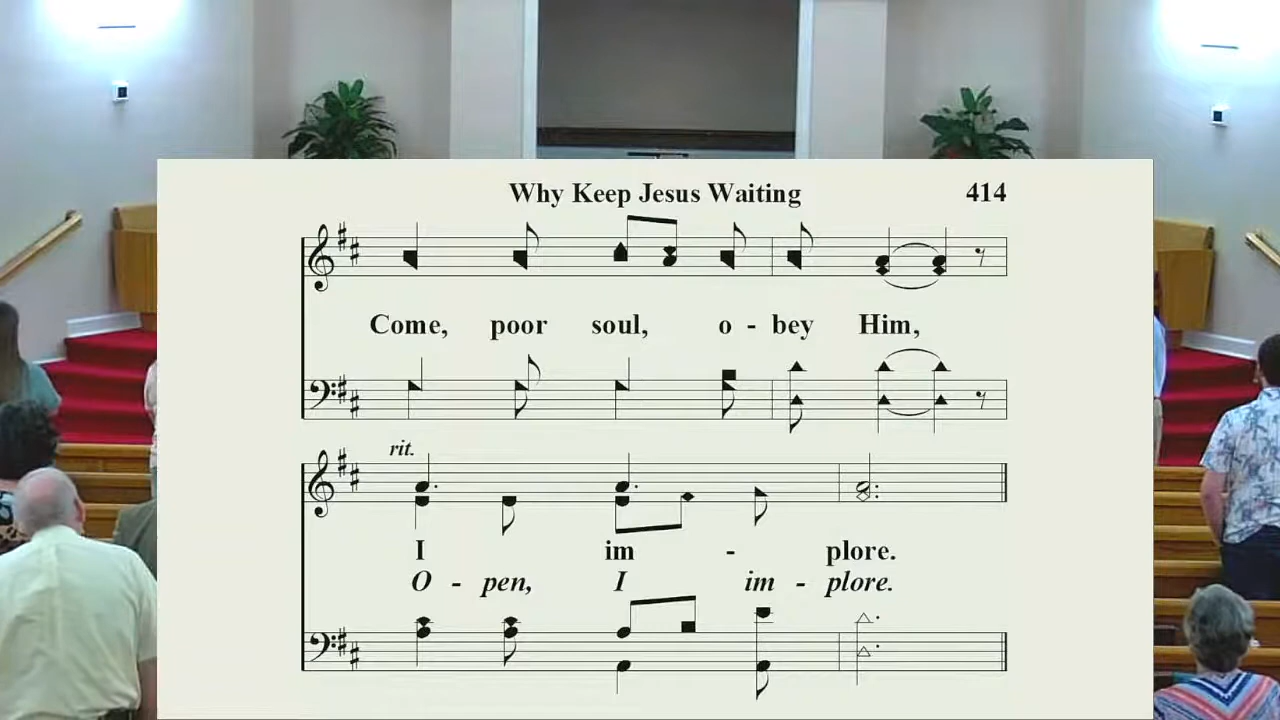 Why Keep Jesus Waiting 414
Come, poor soul, o - bey Him,
rit.
I im - plore.
O - pen, I im - plore.